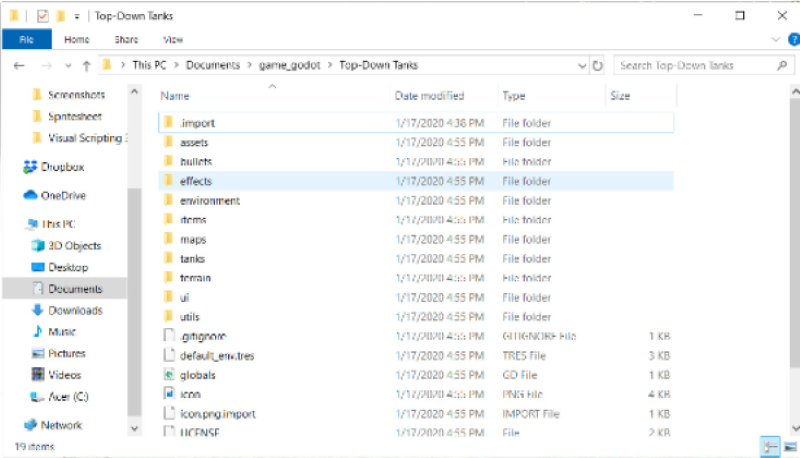 Top-Down Tanks
File Home Share View
This PC > Documents > game_godot > Top-Down Tanks Search Top-Down Tanks
Screenshots
Spritesheet
Visual Scripting
Dropbox
OneDrive
This PC
3D Objects
Desktop
Documents
Downloads
Music
Pictures
Videos
Acer (C:)
Network
Name Date modified Type Size
.import 1/17/2020 4:38 PM File folder
assets 1/17/2020 4:55 PM File folder
bullets 1/17/2020 4:55 PM File folder
effects 1/17/2020 4:55 PM File folder
environment 1/17/2020 4:55 PM File folder
items 1/17/2020 4:55 PM File folder
maps 1/17/2020 4:55 PM File folder
tanks 1/17/2020 4:55 PM File folder
terrain 1/17/2020 4:55 PM File folder
ui 1/17/2020 4:55 PM File folder
utils 1/17/2020 4:55 PM File folder
.gitignore 1/17/2020 4:55 PM GITIGNORE File 1 KB
default_env.tres 1/17/2020 4:55 PM TRES File 3 KB
globals 1/17/2020 4:55 PM GD File 1 KB
icon 1/17/2020 4:55 PM PNG File 4 KB
icon.png.import 1/17/2020 4:55 PM IMPORT File 1 KB
LICENSE 1/17/2020 4:55 PM File 2 KB
19 items